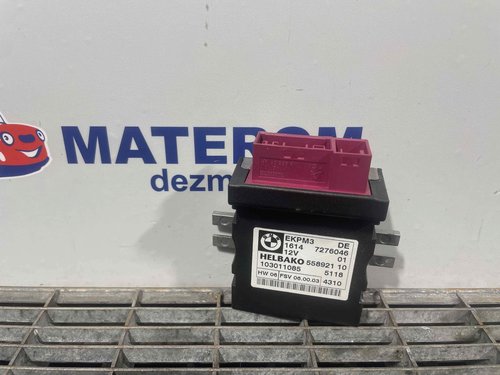 MATEROM
dezm
EKPM3 DE
1614 7276046
12V 01
HELBAKO 558921 10
103011085 5118
HW 06 FSV 06.00.03 4310